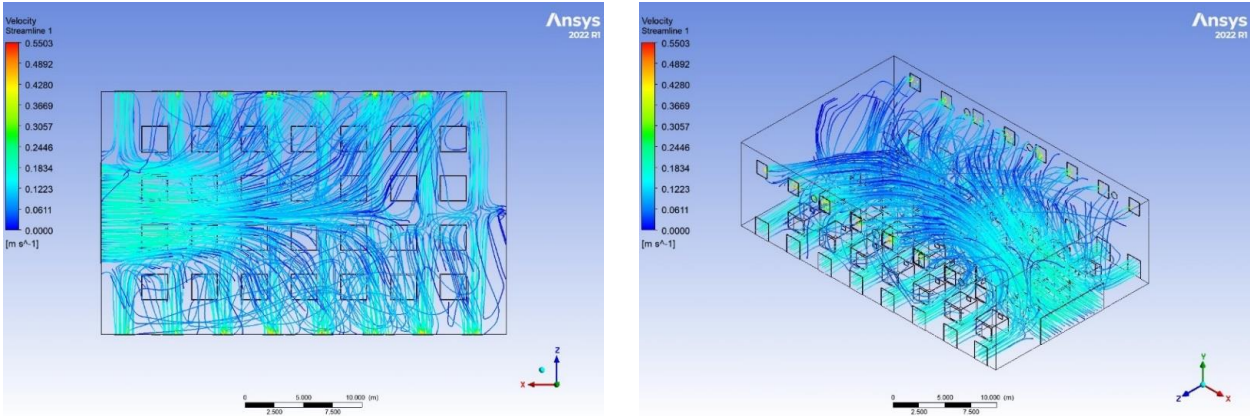 Velocity
Streamline 1
0.5503
0.4892
0.4280
0.3669
0.3057
0.2446
0.1834
0.1223
0.0611
0.0000
[m s^-1]
Ansys
2022 R1
Z
X
0 5.000 10.000 (m)
2.500 7.500
Velocity
Streamline 1
0.5503
0.4892
0.4280
0.3669
0.3057
0.2446
0.1834
0.1223
0.0611
0.0000
[m s^-1]
Ansys
2022 R1
Y
Z X
0 5.000 10.000 (m)
2.500 7.500